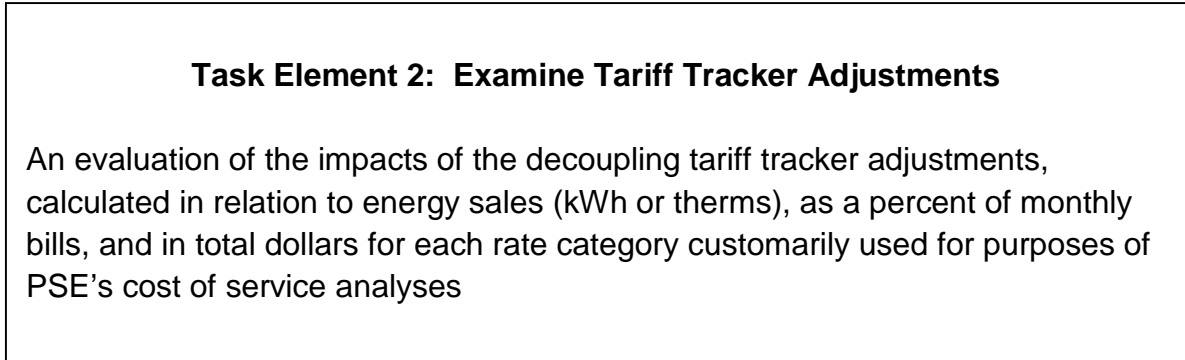 Task Element 2:  Examine Tariff Tracker Adjustments
An evaluation of the impacts of the decoupling tariff tracker adjustments,
calculated in relation to energy sales (kWh or therms), as a percent of monthly
bills, and in total dollars for each rate category customarily used for purposes of
PSE's cost of service analyses